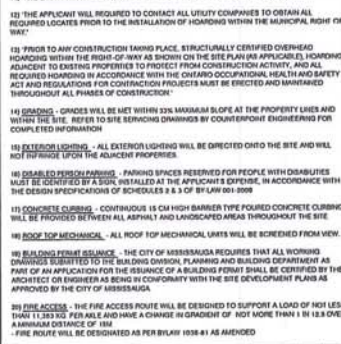 12) 'THE APPLICANT WILL REQUIRED TO CONTACT ALL UTILITY COMPANIES TO OBTAIN ALL
REQUIRED LOCATES PRIOR TO THE INSTALLATION OF HOARDING WITHIN THE MUNICIPAL RIGHT OF
WAY.'
13) 'PRIOR TO ANY CONSTRUCTION TAKING PLACE, STRUCTURALLY CERTIFIED OVERHEAD
HOARDING WITHIN THE RIGHT-OF-WAY AS SHOWN ON THE SITE PLAN (AS APPLICABLE), HOARDING
ADJACENT TO EXISTING PROPERTIES TO PROTECT FROM CONSTRUCTION ACTIVITY, AND ALL
REQUIRED HOARDING IN ACCORDANCE WITH THE ONTARIO OCCUPATIONAL HEALTH AND SAFETY
ACT AND REGULATIONS FOR CONTRACTION PROJECTS MUST BE ERECTED AND MAINTAINED
THROUGHOUT ALL PHASES OF CONSTRUCTION.'
14) GRADING - GRADES WILL BE MET WITHIN 33% MAXIMUM SLOPE AT THE PROPERTY LINES AND
WITHIN THE SITE. REFER TO SITE SERVICING DRAWINGS BY COUNTERPOINT ENGINEERING FOR
COMPLETED INFORMATION
15) EXTERIOR LIGHTING - ALL EXTERIOR LIGHTING WILL BE DIRECTED ONTO THE SITE AND WILL
NOT INFRINGE UPON THE ADJACENT PROPERTIES.
16) DISABLED PERSON PARKING - PARKING SPACES RESERVED FOR PEOPLE WITH DISABILITIES
MUST BE IDENTIFIED BY A SIGN, INSTALLED AT THE APPLICANT'S EXPENSE, IN ACCORDANCE WITH
THE DESIGN SPECIFICATIONS OF SCHEDULES 2 & 3 OF BY LAW 001-2009
17) CONCRETE CURBING - CONTINUOUS 15 CM HIGH BARRIER TYPE POURED CONCRETE CURBING
WILL BE PROVIDED BETWEEN ALL ASPHALT AND LANDSCAPED AREAS THROUGHOUT THE SITE
18) ROOF TOP MECHANICAL - ALL ROOF TOP MECHANICAL UNITS WILL BE SCREENED FROM VIEW.
19) BUILDING PERMIT ISSUANCE - THE CITY OF MISSISSAUGA REQUIRES THAT ALL WORKING
DRAWINGS SUBMITTED TO THE BUILDING DIVISION, PLANNING AND BUILDING DEPARTMENT AS
PART OF AN APPLICATION FOR THE ISSUANCE OF A BUILDING PERMIT SHALL BE CERTIFIED BY THE
ARCHITECT OR ENGINEER AS BEING IN CONFORMITY WITH THE SITE DEVELOPMENT PLANS AS
APPROVED BY THE CITY OF MISSISSAUGA
20) FIRE ACCESS - THE FIRE ACCESS ROUTE WILL BE DESIGNED TO SUPPORT A LOAD OF NOT LESS
THAN 11,363 KG PER AXLE AND HAVE A CHANGE IN GRADIENT OF NOT MORE THAN 1 IN 12.5 OVER
A MINIMUM DISTANCE OF 15M
- FIRE ROUTE WILL BE DESIGNATED AS PER BYLAW 1036-81 AS AMENDED